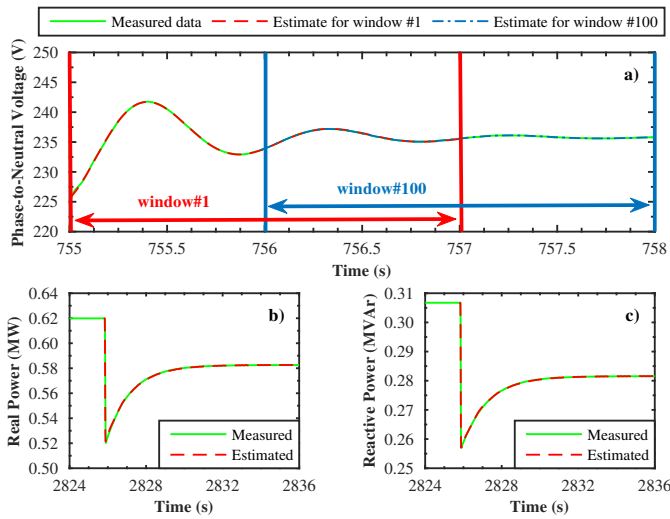 Measured data Estimate for window #1 Estimate for window #100
Phase-to-Neutral Voltage (V)
250
245
240
235
230
225
220
a)
window#1
window#100
755 755.5 756 756.5 757 757.5 758
Time (s)
Real Power (MW)
0.64
0.62
0.60
0.58
0.56
0.54
0.52
0.50
b)
Measured
Estimated
2824 2828 2832 2836
Time (s)
Reactive Power (MVAr)
0.31
0.30
0.29
0.28
0.27
0.26
0.25
c)
Measured
Estimated
2824 2828 2832 2836
Time (s)